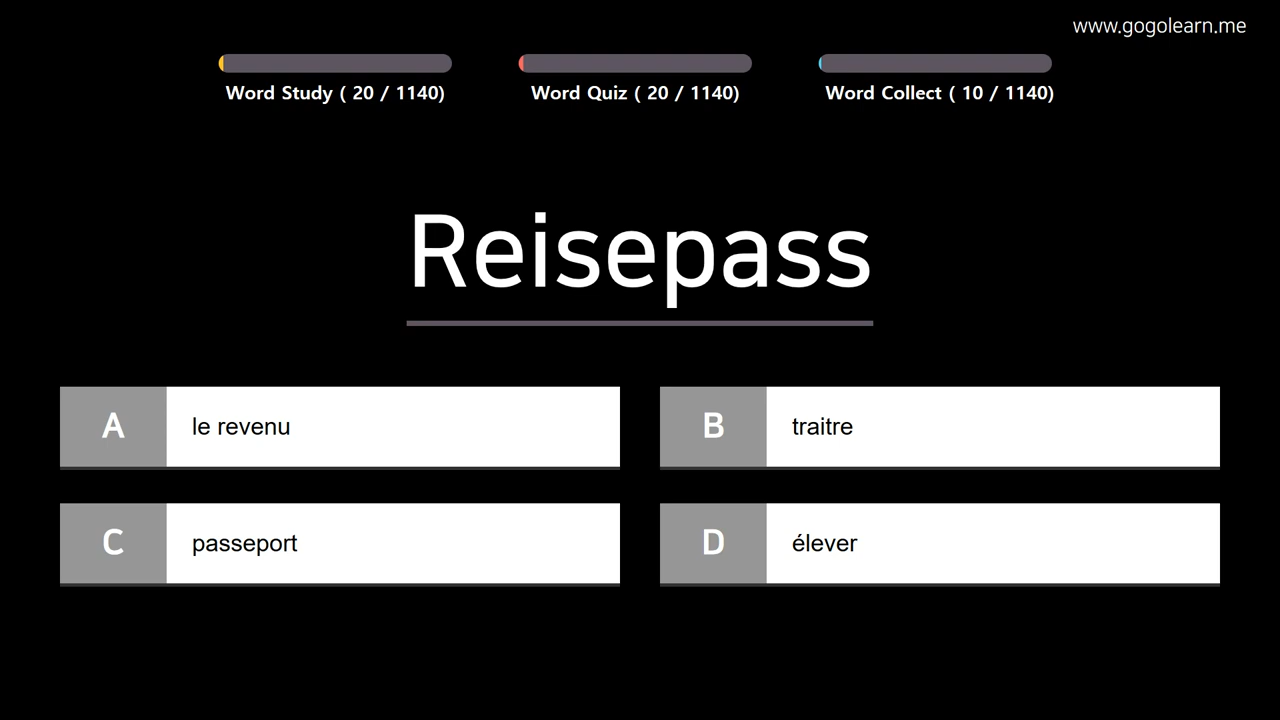 www.gogolearn.me
Word Study ( 20 / 1140)
Word Quiz ( 20 / 1140)
Word Collect ( 10 / 1140)
Reisepass
A
le revenu
B
traitre
C
passeport
D
élever